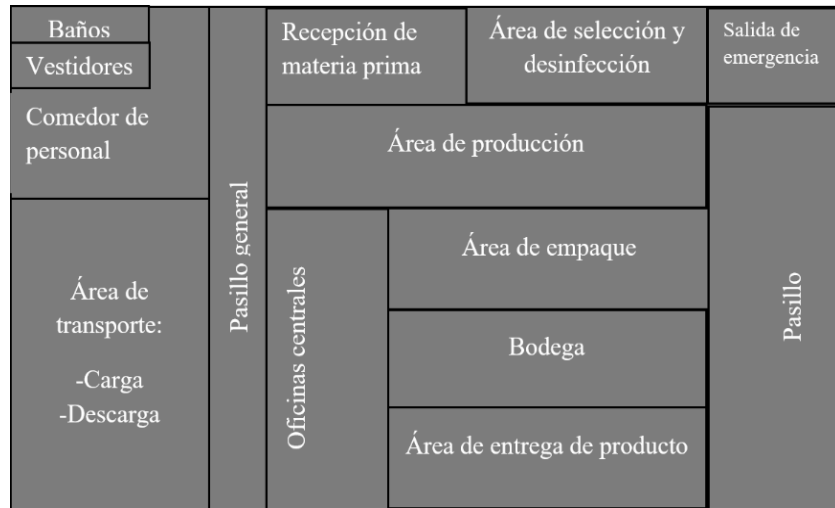 Baños
Vestidores
Comedor de
personal
Área de
transporte:
-Carga
-Descarga
Pasillo general
Recepción de
materia prima
Área de selección y
desinfección
Salida de
emergencia
Área de producción
Oficinas centrales
Área de empaque
Bodega
Área de entrega de producto
Pasillo